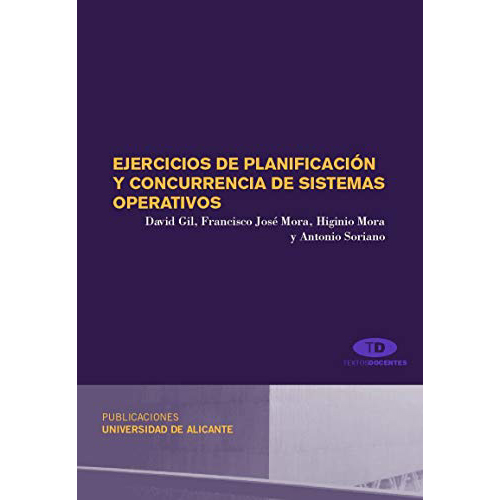 EJERCICIOS DE PLANIFICACIÓN
Y CONCURRENCIA DE SISTEMAS
OPERATIVOS
David Gil, Francisco José Mora, Higinio Mora
y Antonio Soriano
TD
TEXTOSDOCENTES
PUBLICACIONES
UNIVERSIDAD DE ALICANTE